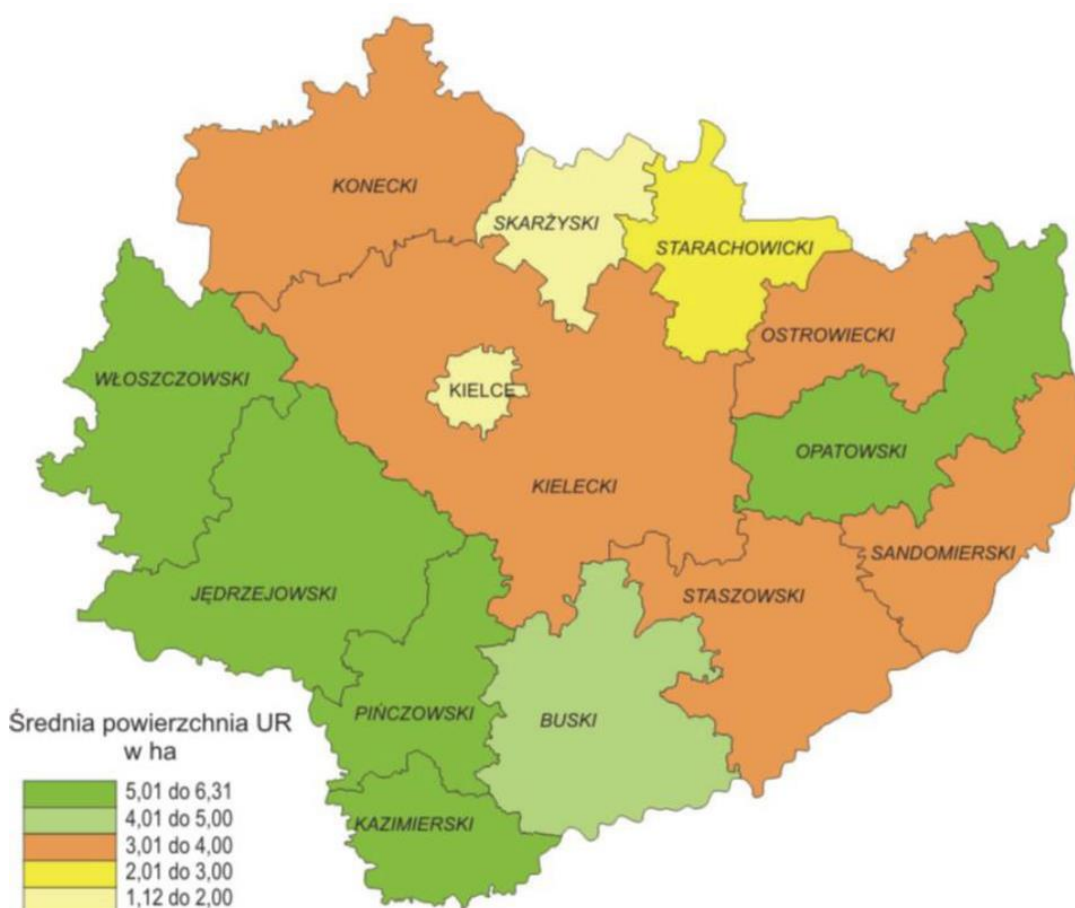 KONECKI
SKARŻYSKI
STARACHOWICKI
OSTROWIECKI
WŁOSZCZOWSKI
KIELCE
OPATOWSKI
KIELECKI
SANDOMIERSKI
JĘDRZEJOWSKI
STASZOWSKI
PIŃCZOWSKI
BUSKI
KAZIMIERSKI
Średnia powierzchnia UR
w ha
5,01 do 6,31
4,01 do 5,00
3,01 do 4,00
2,01 do 3,00
1,12 do 2,00